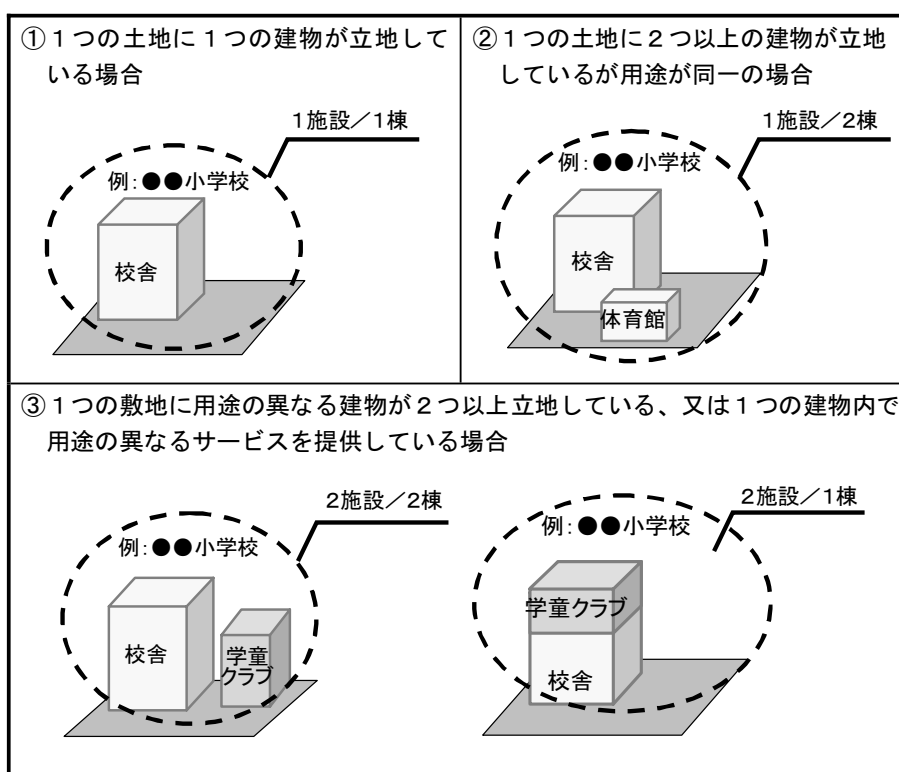 ①１つの土地に１つの建物が立地して
いる場合
1施設／1棟
例：●●小学校
校舎
②１つの土地に２つ以上の建物が立地
しているが用途が同一の場合
1施設／2棟
例：●●小学校
校舎
体育館
③１つの敷地に用途の異なる建物が２つ以上立地している、又は１つの建物内で
用途の異なるサービスを提供している場合
2施設／2棟
例：●●小学校
校舎
学童
クラブ
2施設／1棟
例：●●小学校
学童クラブ
校舎